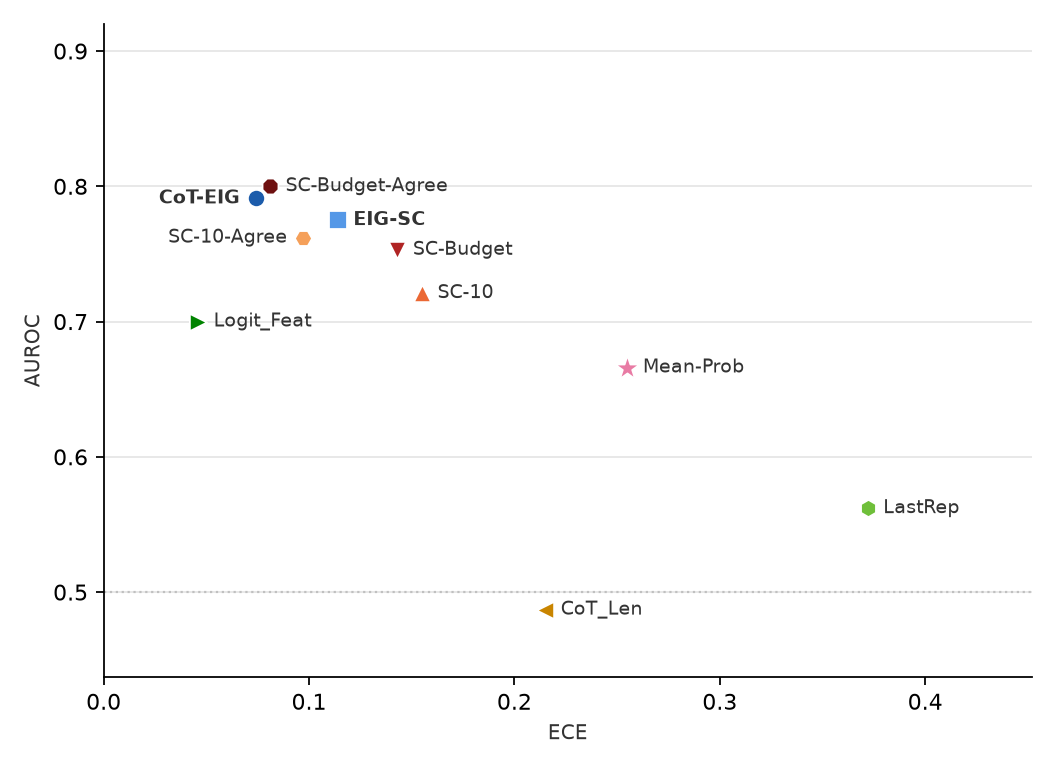 0.9
0.8
SC-Budget-Agree
CoT-EIG
EIG-SC
SC-10-Agree
SC-Budget
SC-10
0.7
Logit_Feat
AUROC
Mean-Prob
0.6
LastRep
0.5
CoT_Len
0.0 0.1 0.2 0.3 0.4
ECE